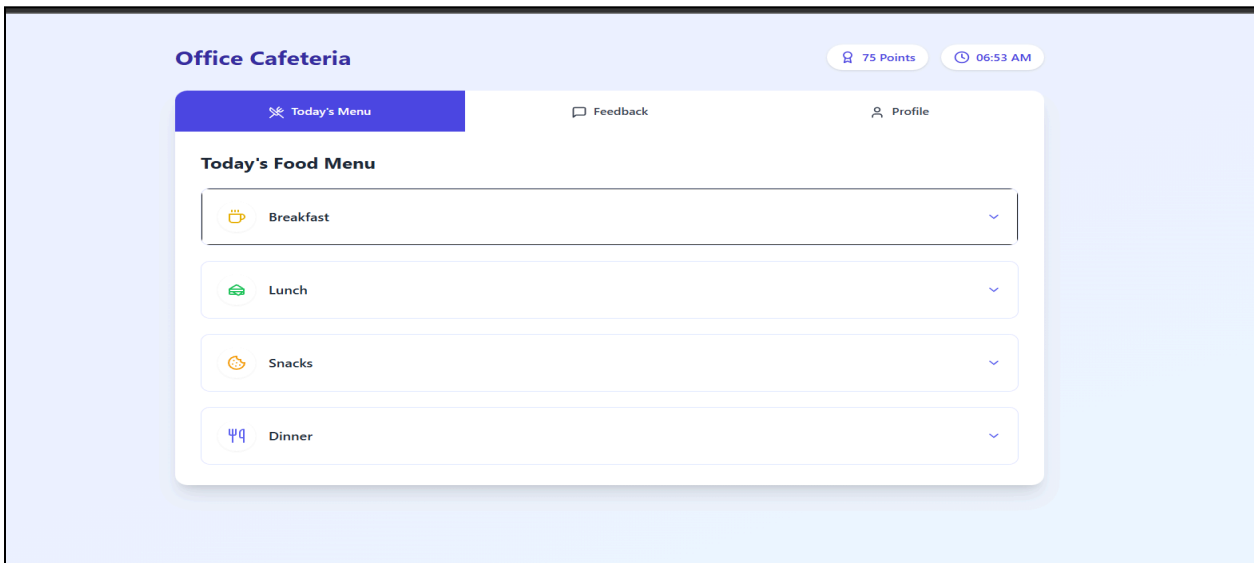 Office Cafeteria
75 Points
06:53 AM
Today's Menu
Feedback
Profile
Today's Food Menu
Breakfast
Lunch
Snacks
Dinner